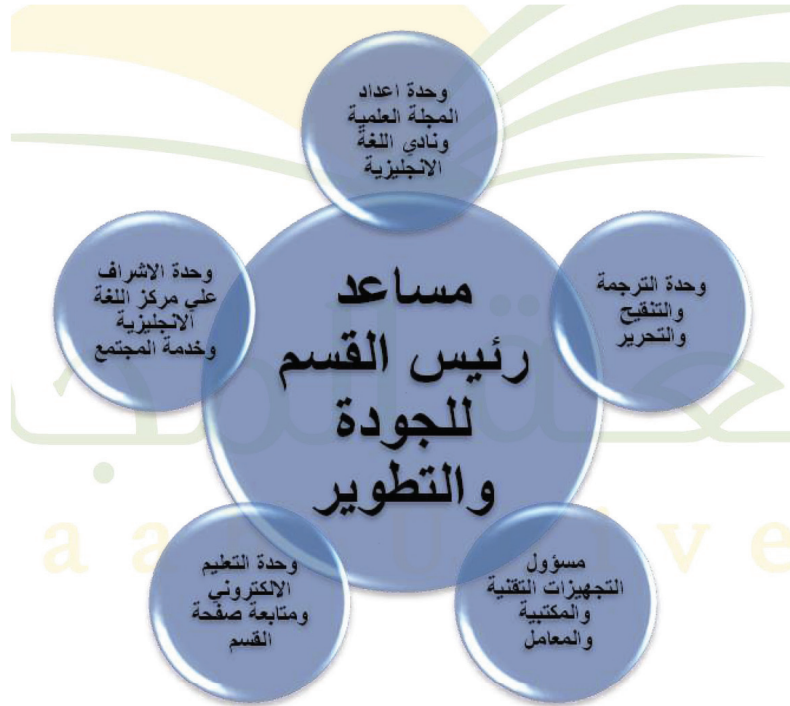 وحدة اعداد
المجلة العلمية
ونادي اللغة
الانجليزية
وحدة الترجمة
والتنقيح
والتحرير
مسؤول
التجهيزات التقنية
والمكتبية
والمعامل
وحدة التعليم
الالكتروني
ومتابعة صفحة
القسم
وحدة الاشراف
علي مركز اللغة
الانجليزية
وخدمة المجتمع
مساعد
رئيس القسم
للجودة
والتطوير